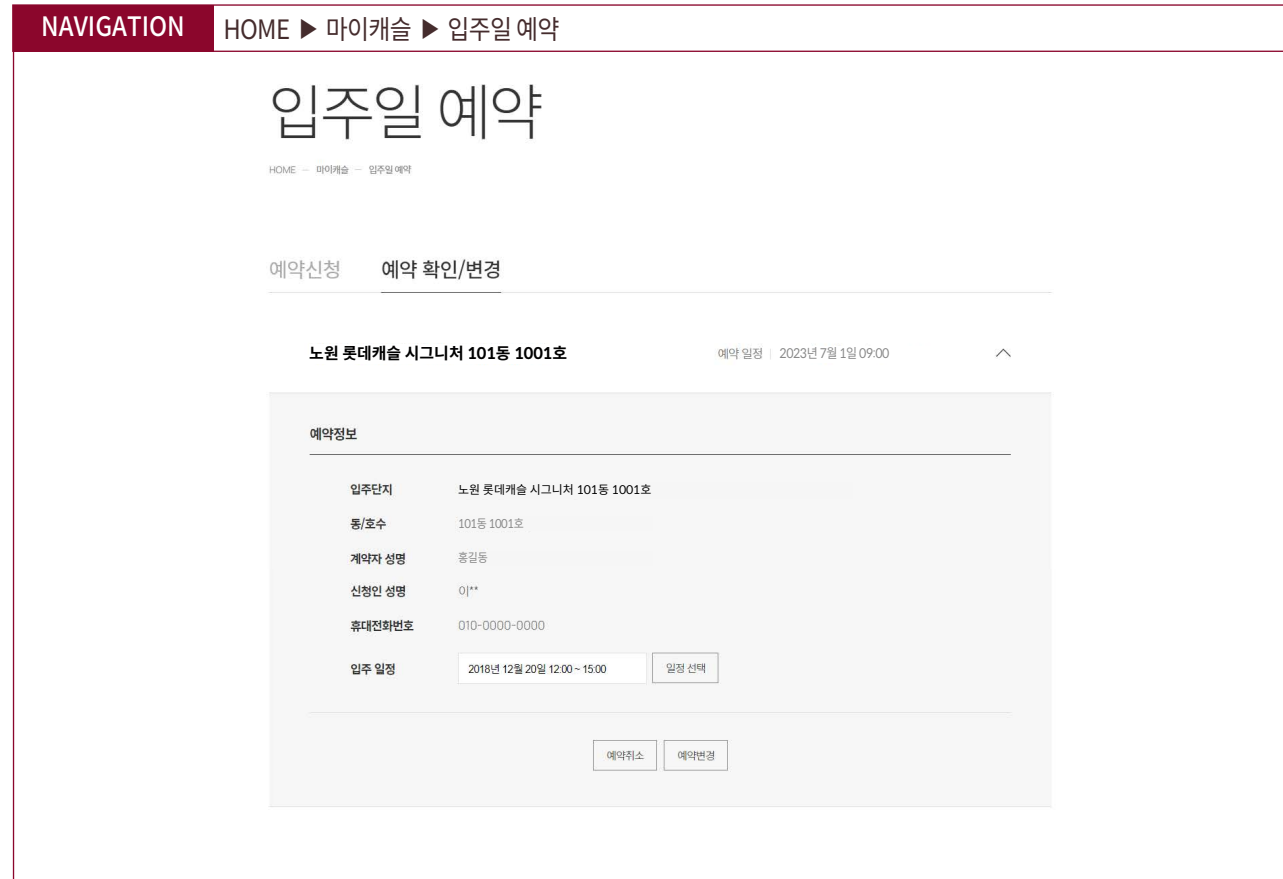 NAVIGATION HOME ▶ 마이캐슬 ▶ 입주일 예약
입주일 예약
HOME — 마이캐슬 — 입주일 예약
예약신청 예약 확인/변경
노원 롯데캐슬 시그니처 101동 1001호 예약 일정 | 2023년 7월 1일 09:00
예약정보
입주단지 노원 롯데캐슬 시그니처 101동 1001호
동/호수 101동 1001호
계약자 성명 홍길동
신청인 성명 이**
휴대전화번호 010-0000-0000
입주 일정 2018년 12월 20일 12:00 ~ 15:00 일정 선택
예약취소 예약변경